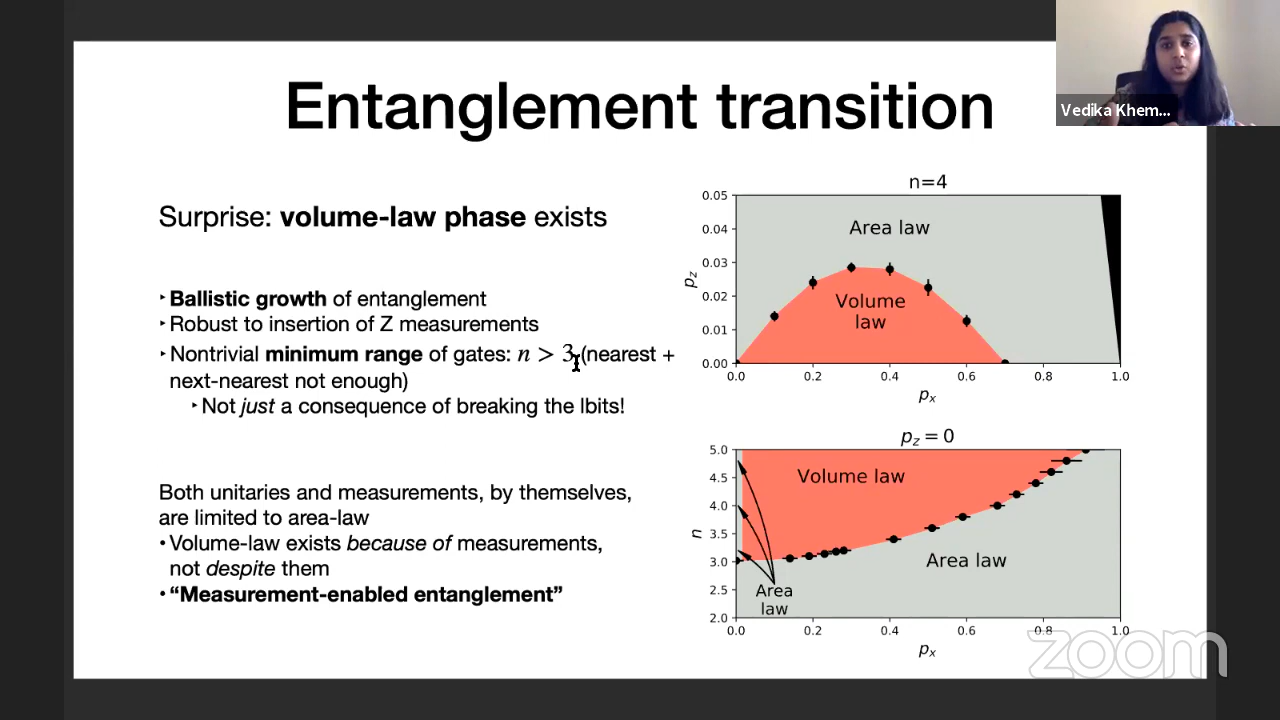 Entanglement transition
Vedika Khem...
Surprise: volume-law phase exists
‣Ballistic growth of entanglement
‣Robust to insertion of Z measurements
‣Nontrivial minimum range of gates: n > 3 (nearest +
next-nearest not enough)
‣Not just a consequence of breaking the lbits!
Both unitaries and measurements, by themselves,
are limited to area-law
•Volume-law exists because of measurements,
not despite them
•“Measurement-enabled entanglement”
n=4
0.05
0.04
0.03
0.02
0.01
0.00
p_z
Area law
Volume
law
0.0 0.2 0.4 0.6 0.8 1.0
p_x
p_z = 0
5.0
4.5
4.0
3.5
3.0
2.5
2.0
n
Volume law
Area law
Area
law
0.0 0.2 0.4 0.6 0.8 1.0
p_x
zoom